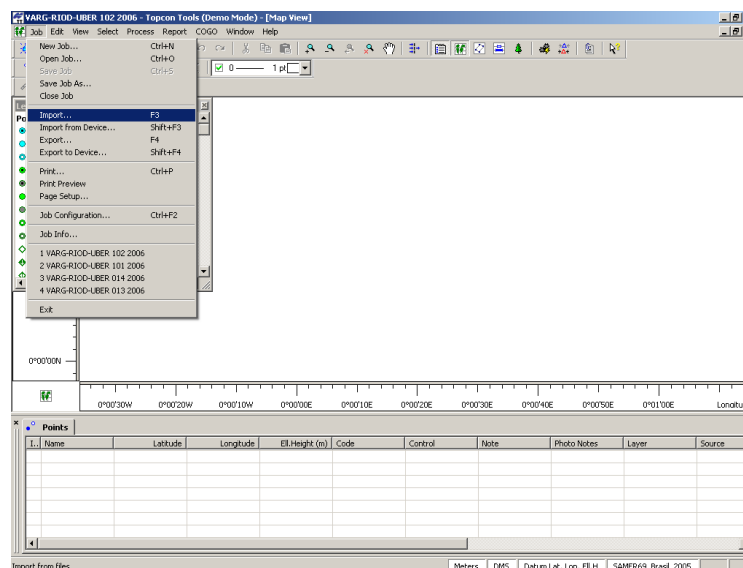 VARG-RIOD-UBER 102 2006 - Topcon Tools (Demo Mode) - [Map View]
Job Edit View Select Process Report COGO Window Help
New Job... Ctrl+N
Open Job... Ctrl+O
Save Job Ctrl+S
Save Job As...
Close Job
0 1 pt
Import... F3
Import from Device... Shift+F3
Export... F4
Export to Device... Shift+F4
Print... Ctrl+P
Print Preview
Page Setup...
Job Configuration... Ctrl+F2
Job Info...
1 VARG-RIOD-UBER 102 2006
2 VARG-RIOD-UBER 101 2006
3 VARG-RIOD-UBER 014 2006
4 VARG-RIOD-UBER 013 2006
Exit
Le
Po
0°00'00N
0°00'30W 0°00'20W 0°00'10W 0°00'00E 0°00'10E 0°00'20E 0°00'30E 0°00'40E 0°00'50E 0°01'00E Longitu
Points
I.. Name Latitude Longitude Ell.Height (m) Code Control Note Photo Notes Layer Source
Import from files Meters DMS Datum Lat, Lon, Ell.H SAMER69, Brasil, 2005